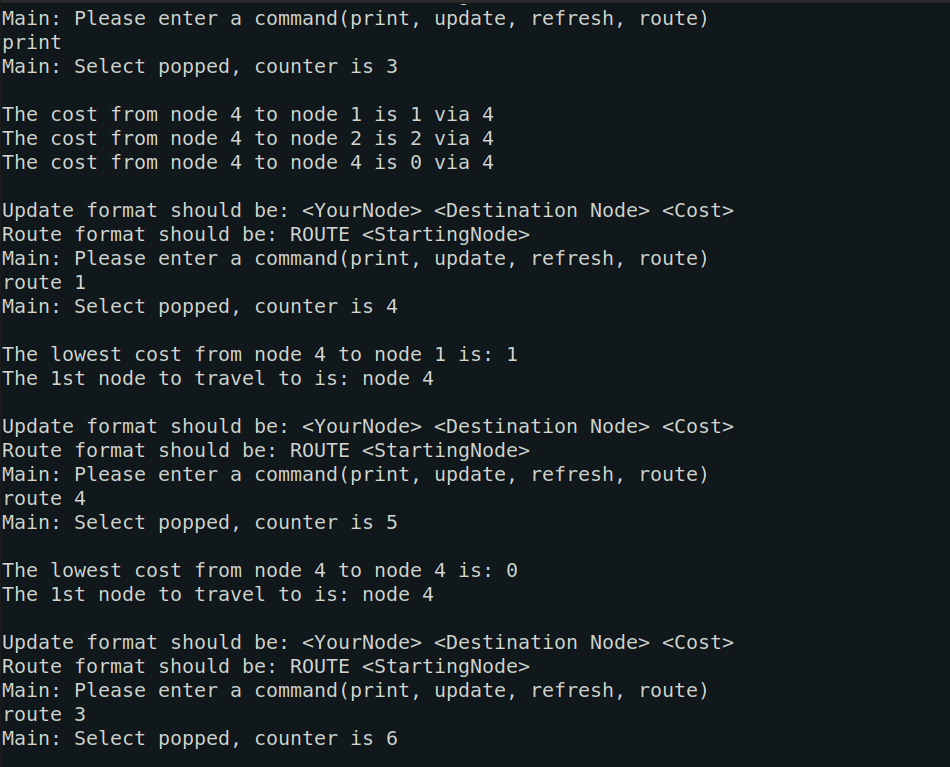 Main: Please enter a command(print, update, refresh, route)
print
Main: Select popped, counter is 3
The cost from node 4 to node 1 is 1 via 4
The cost from node 4 to node 2 is 2 via 4
The cost from node 4 to node 4 is 0 via 4
Update format should be: <YourNode> <Destination Node> <Cost>
Route format should be: ROUTE <StartingNode>
Main: Please enter a command(print, update, refresh, route)
route 1
Main: Select popped, counter is 4
The lowest cost from node 4 to node 1 is: 1
The 1st node to travel to is: node 4
Update format should be: <YourNode> <Destination Node> <Cost>
Route format should be: ROUTE <StartingNode>
Main: Please enter a command(print, update, refresh, route)
route 4
Main: Select popped, counter is 5
The lowest cost from node 4 to node 4 is: 0
The 1st node to travel to is: node 4
Update format should be: <YourNode> <Destination Node> <Cost>
Route format should be: ROUTE <StartingNode>
Main: Please enter a command(print, update, refresh, route)
route 3
Main: Select popped, counter is 6